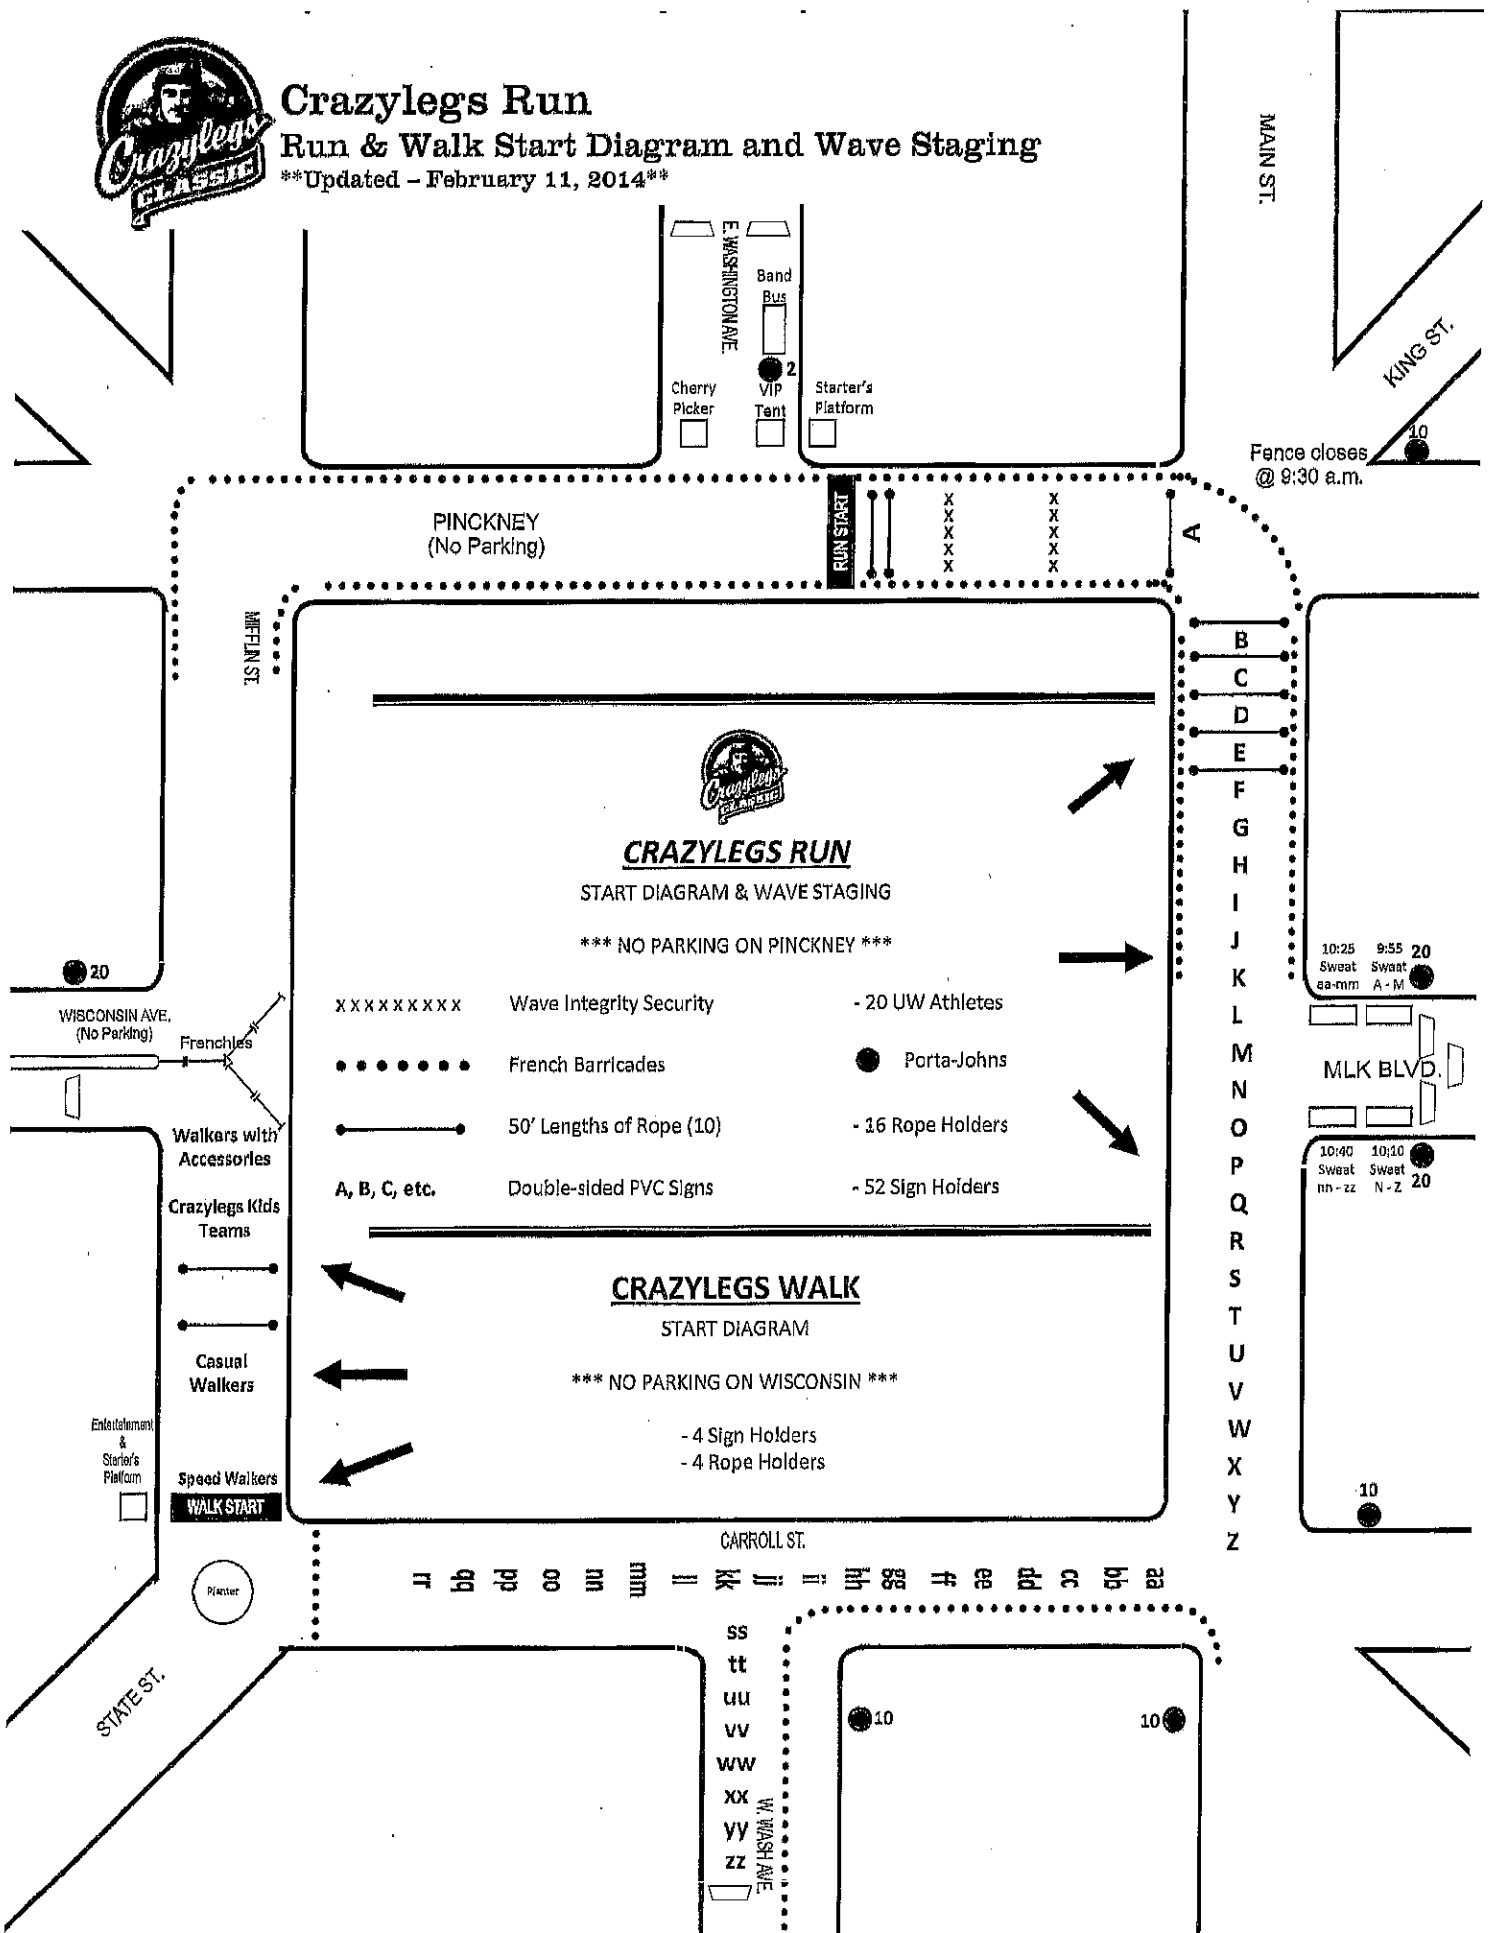 Crazylegs
CLASSIC
Crazylegs Run
Run & Walk Start Diagram and Wave Staging
**Updated – February 11, 2014**
MAIN ST.
E. WASHINGTON AVE.
Band
Bus
2
Cherry
Picker
VIP
Tent
Starter's
Platform
KING ST.
10
Fence closes
@ 9:30 a.m.
PINCKNEY
(No Parking)
RUN START
X X
X X
X X
X X
X X
A
MIFFLIN ST.
B
C
D
E
F
G
H
I
J
K
L
M
N
O
P
Q
R
S
T
U
V
W
X
Y
Z
Crazylegs
CLASSIC
CRAZYLEGS RUN
START DIAGRAM & WAVE STAGING
*** NO PARKING ON PINCKNEY ***
X X X X X X X X X Wave Integrity Security - 20 UW Athletes
French Barricades Porta-Johns
50' Lengths of Rope (10) - 16 Rope Holders
A, B, C, etc. Double-sided PVC Signs - 52 Sign Holders
CRAZYLEGS WALK
START DIAGRAM
*** NO PARKING ON WISCONSIN ***
- 4 Sign Holders
- 4 Rope Holders
20
WISCONSIN AVE.
(No Parking)
Frenchies
Walkers with
Accessories
Crazylegs Kids
Teams
Casual
Walkers
Entertainment
&
Starter's
Platform
Speed Walkers
WALK START
Planter
STATE ST.
10:25
Sweat
aa-mm
9:55
Sweat
A - M
20
MLK BLVD.
10:40
Sweat
nn - zz
10:10
Sweat
N - Z
20
10
CARROLL ST.
rr qq pp oo nn mm ll kk jj ii hh gg ff ee dd cc bb aa
ss
tt
uu
vv
ww
xx
yy
zz
W. WASH AVE.
10
10